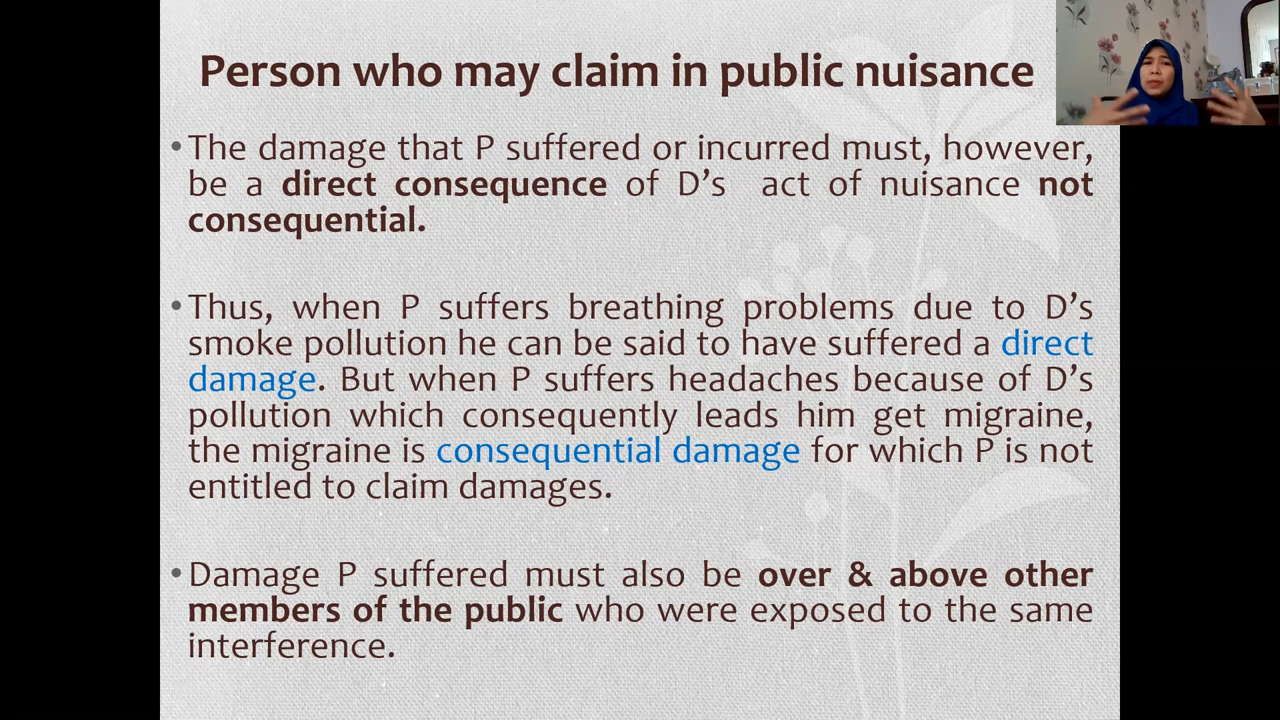 Person who may claim in public nuisance
•The damage that P suffered or incurred must, however,
be a direct consequence of D’s act of nuisance not
consequential.
•Thus, when P suffers breathing problems due to D’s
smoke pollution he can be said to have suffered a direct
damage. But when P suffers headaches because of D’s
pollution which consequently leads him get migraine,
the migraine is consequential damage for which P is not
entitled to claim damages.
•Damage P suffered must also be over & above other
members of the public who were exposed to the same
interference.